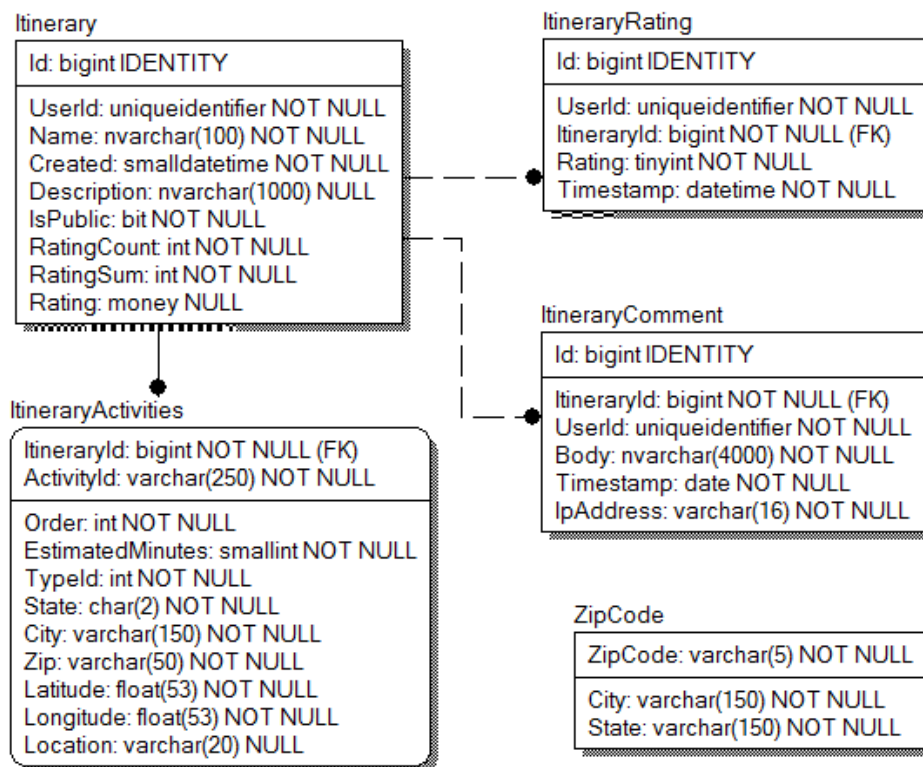 Itinerary
Id: bigint IDENTITY
UserId: uniqueidentifier NOT NULL
Name: nvarchar(100) NOT NULL
Created: smalldatetime NOT NULL
Description: nvarchar(1000) NULL
IsPublic: bit NOT NULL
RatingCount: int NOT NULL
RatingSum: int NOT NULL
Rating: money NULL
ItineraryRating
Id: bigint IDENTITY
UserId: uniqueidentifier NOT NULL
ItineraryId: bigint NOT NULL (FK)
Rating: tinyint NOT NULL
Timestamp: datetime NOT NULL
ItineraryComment
Id: bigint IDENTITY
ItineraryId: bigint NOT NULL (FK)
UserId: uniqueidentifier NOT NULL
Body: nvarchar(4000) NOT NULL
Timestamp: date NOT NULL
IpAddress: varchar(16) NOT NULL
ItineraryActivities
ItineraryId: bigint NOT NULL (FK)
ActivityId: varchar(250) NOT NULL
Order: int NOT NULL
EstimatedMinutes: smallint NOT NULL
TypeId: int NOT NULL
State: char(2) NOT NULL
City: varchar(150) NOT NULL
Zip: varchar(50) NOT NULL
Latitude: float(53) NOT NULL
Longitude: float(53) NOT NULL
Location: varchar(20) NULL
ZipCode
ZipCode: varchar(5) NOT NULL
City: varchar(150) NOT NULL
State: varchar(150) NOT NULL